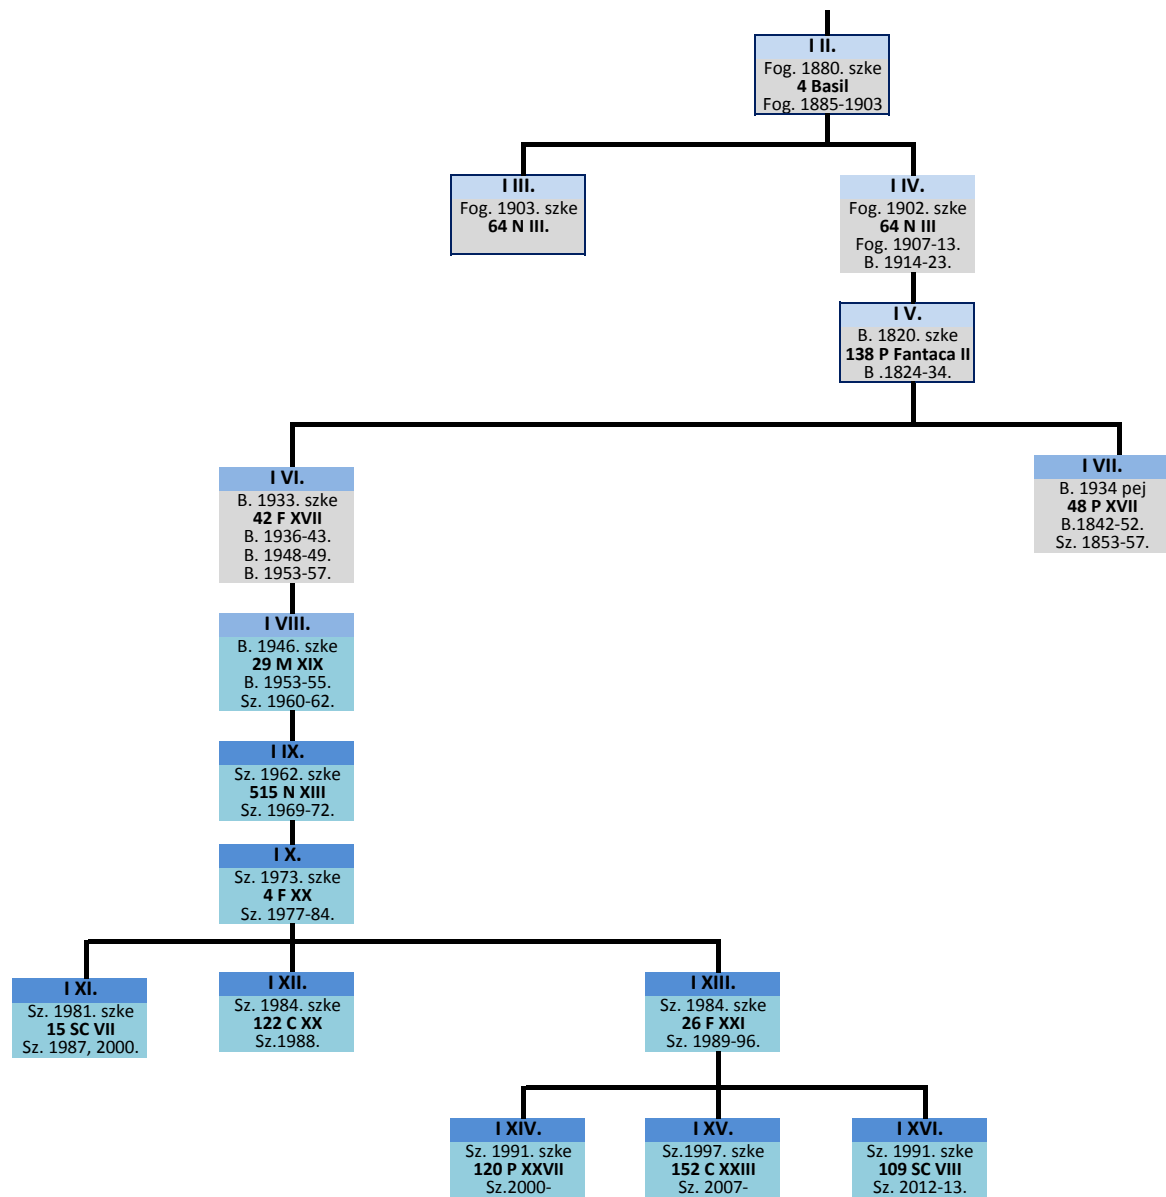 I II.
Fog. 1880. szke
4 Basil
Fog. 1885-1903
I III.
Fog. 1903. szke
64 N III.
I IV.
Fog. 1902. szke
64 N III
Fog. 1907-13.
B. 1914-23.
I V.
B. 1820. szke
138 P Fantaca II
B .1824-34.
I VI.
B. 1933. szke
42 F XVII
B. 1936-43.
B. 1948-49.
B. 1953-57.
I VII.
B. 1934 pej
48 P XVII
B.1842-52.
Sz. 1853-57.
I VIII.
B. 1946. szke
29 M XIX
B. 1953-55.
Sz. 1960-62.
I IX.
Sz. 1962. szke
515 N XIII
Sz. 1969-72.
I X.
Sz. 1973. szke
4 F XX
Sz. 1977-84.
I XI.
Sz. 1981. szke
15 SC VII
Sz. 1987, 2000.
I XII.
Sz. 1984. szke
122 C XX
Sz.1988.
I XIII.
Sz. 1984. szke
26 F XXI
Sz. 1989-96.
I XIV.
Sz. 1991. szke
120 P XXVII
Sz.2000-
I XV.
Sz.1997. szke
152 C XXIII
Sz. 2007-
I XVI.
Sz. 1991. szke
109 SC VIII
Sz. 2012-13.